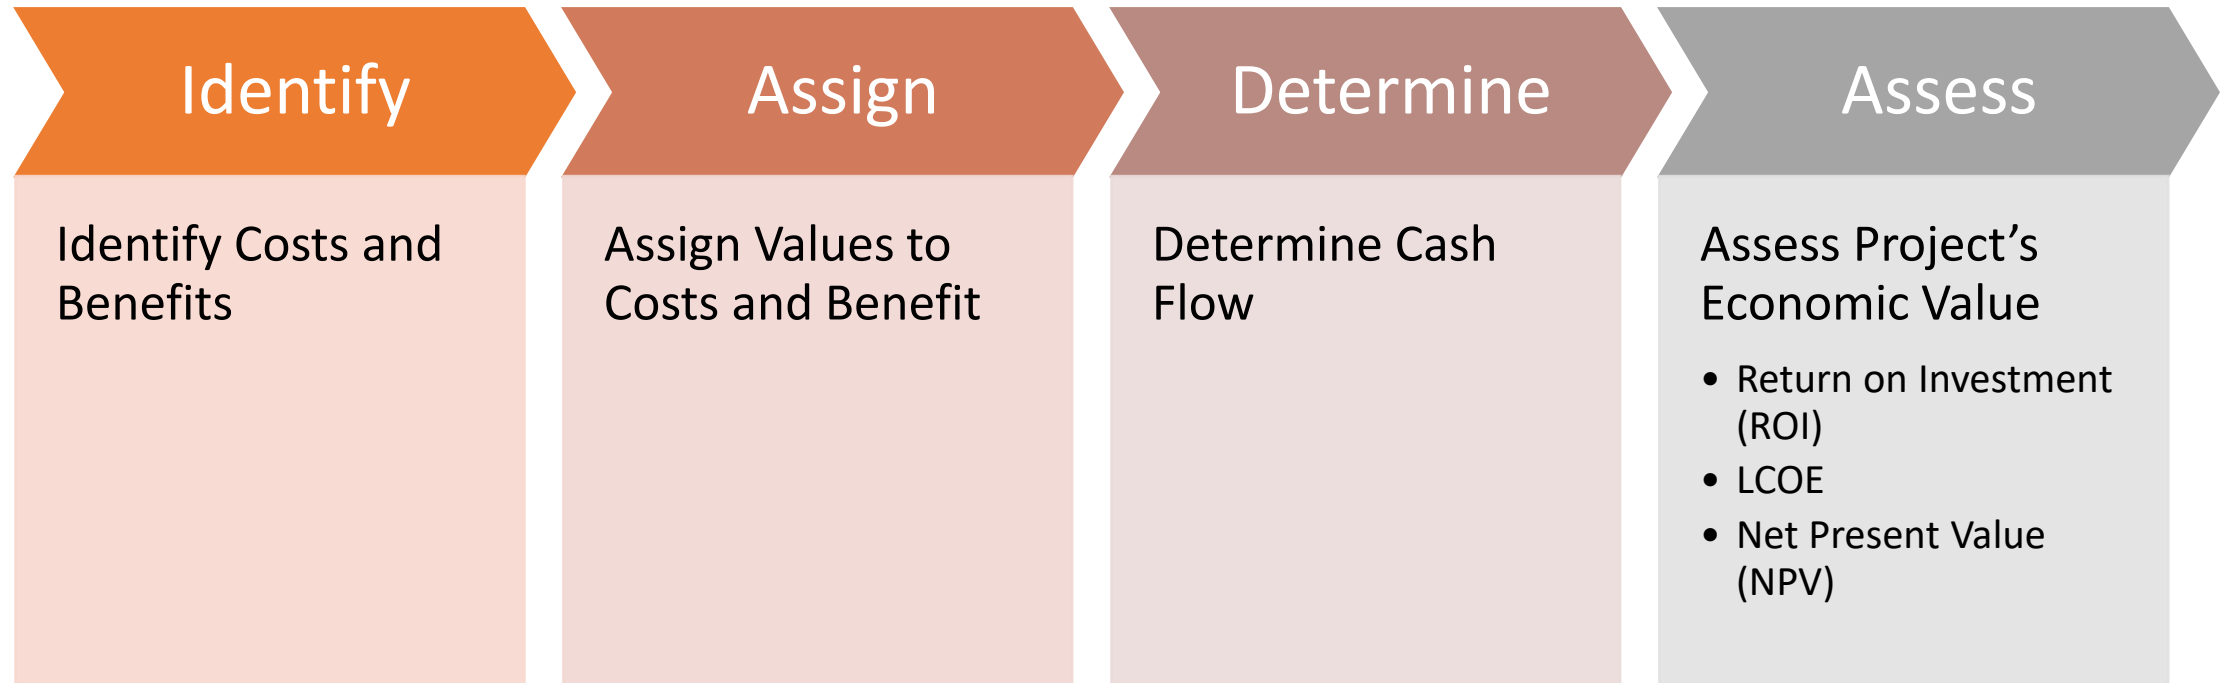 Identify
Identify Costs and
Benefits
Assign
Assign Values to
Costs and Benefit
Determine
Determine Cash
Flow
Assess
Assess Project’s
Economic Value
• Return on Investment
(ROI)
• LCOE
• Net Present Value
(NPV)